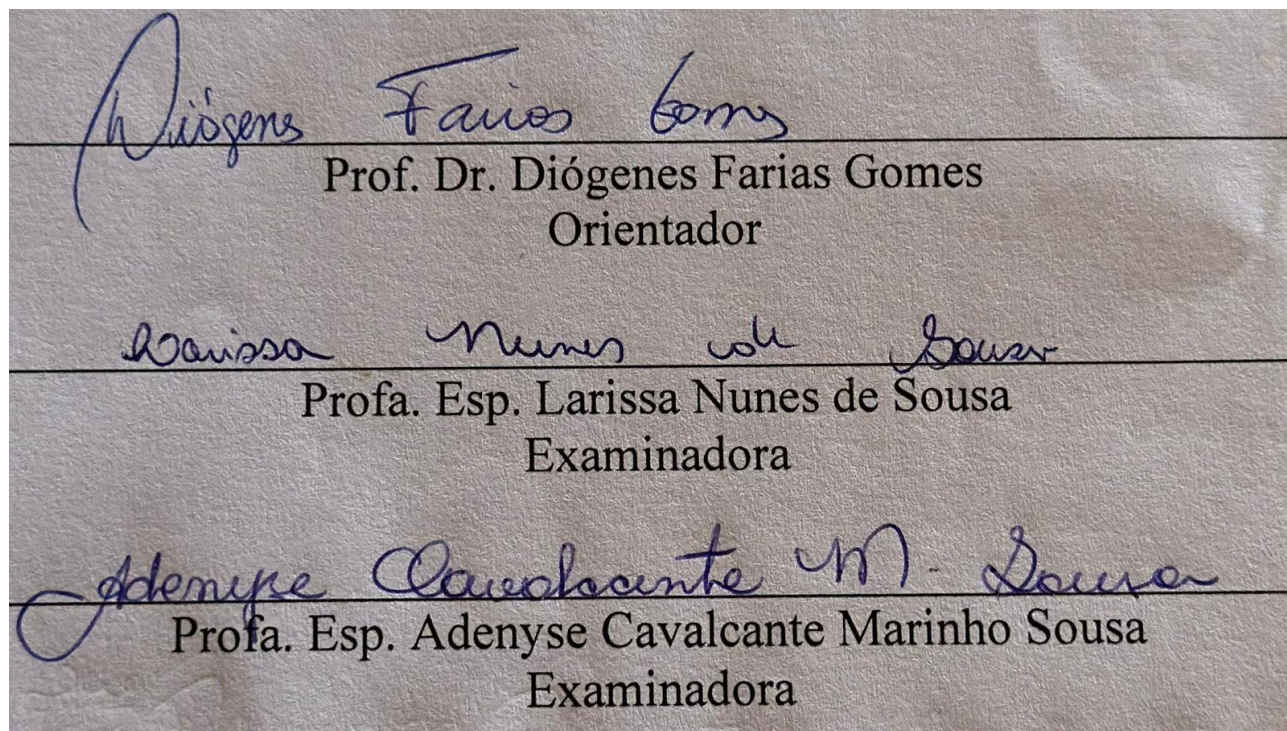 Diógenes Farias Gomes
Prof. Dr. Diógenes Farias Gomes
Orientador
Larissa Nunes de Sousa
Profa. Esp. Larissa Nunes de Sousa
Examinadora
Adenyse Cavalcante M. Sousa
Profa. Esp. Adenyse Cavalcante Marinho Sousa
Examinadora